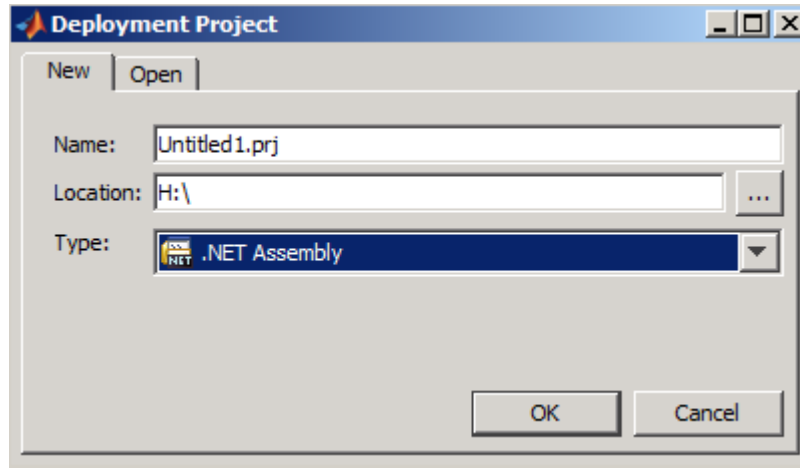 Deployment Project
New Open
Name: Untitled1.prj
Location: H:\ ...
Type: .NET Assembly
OK Cancel